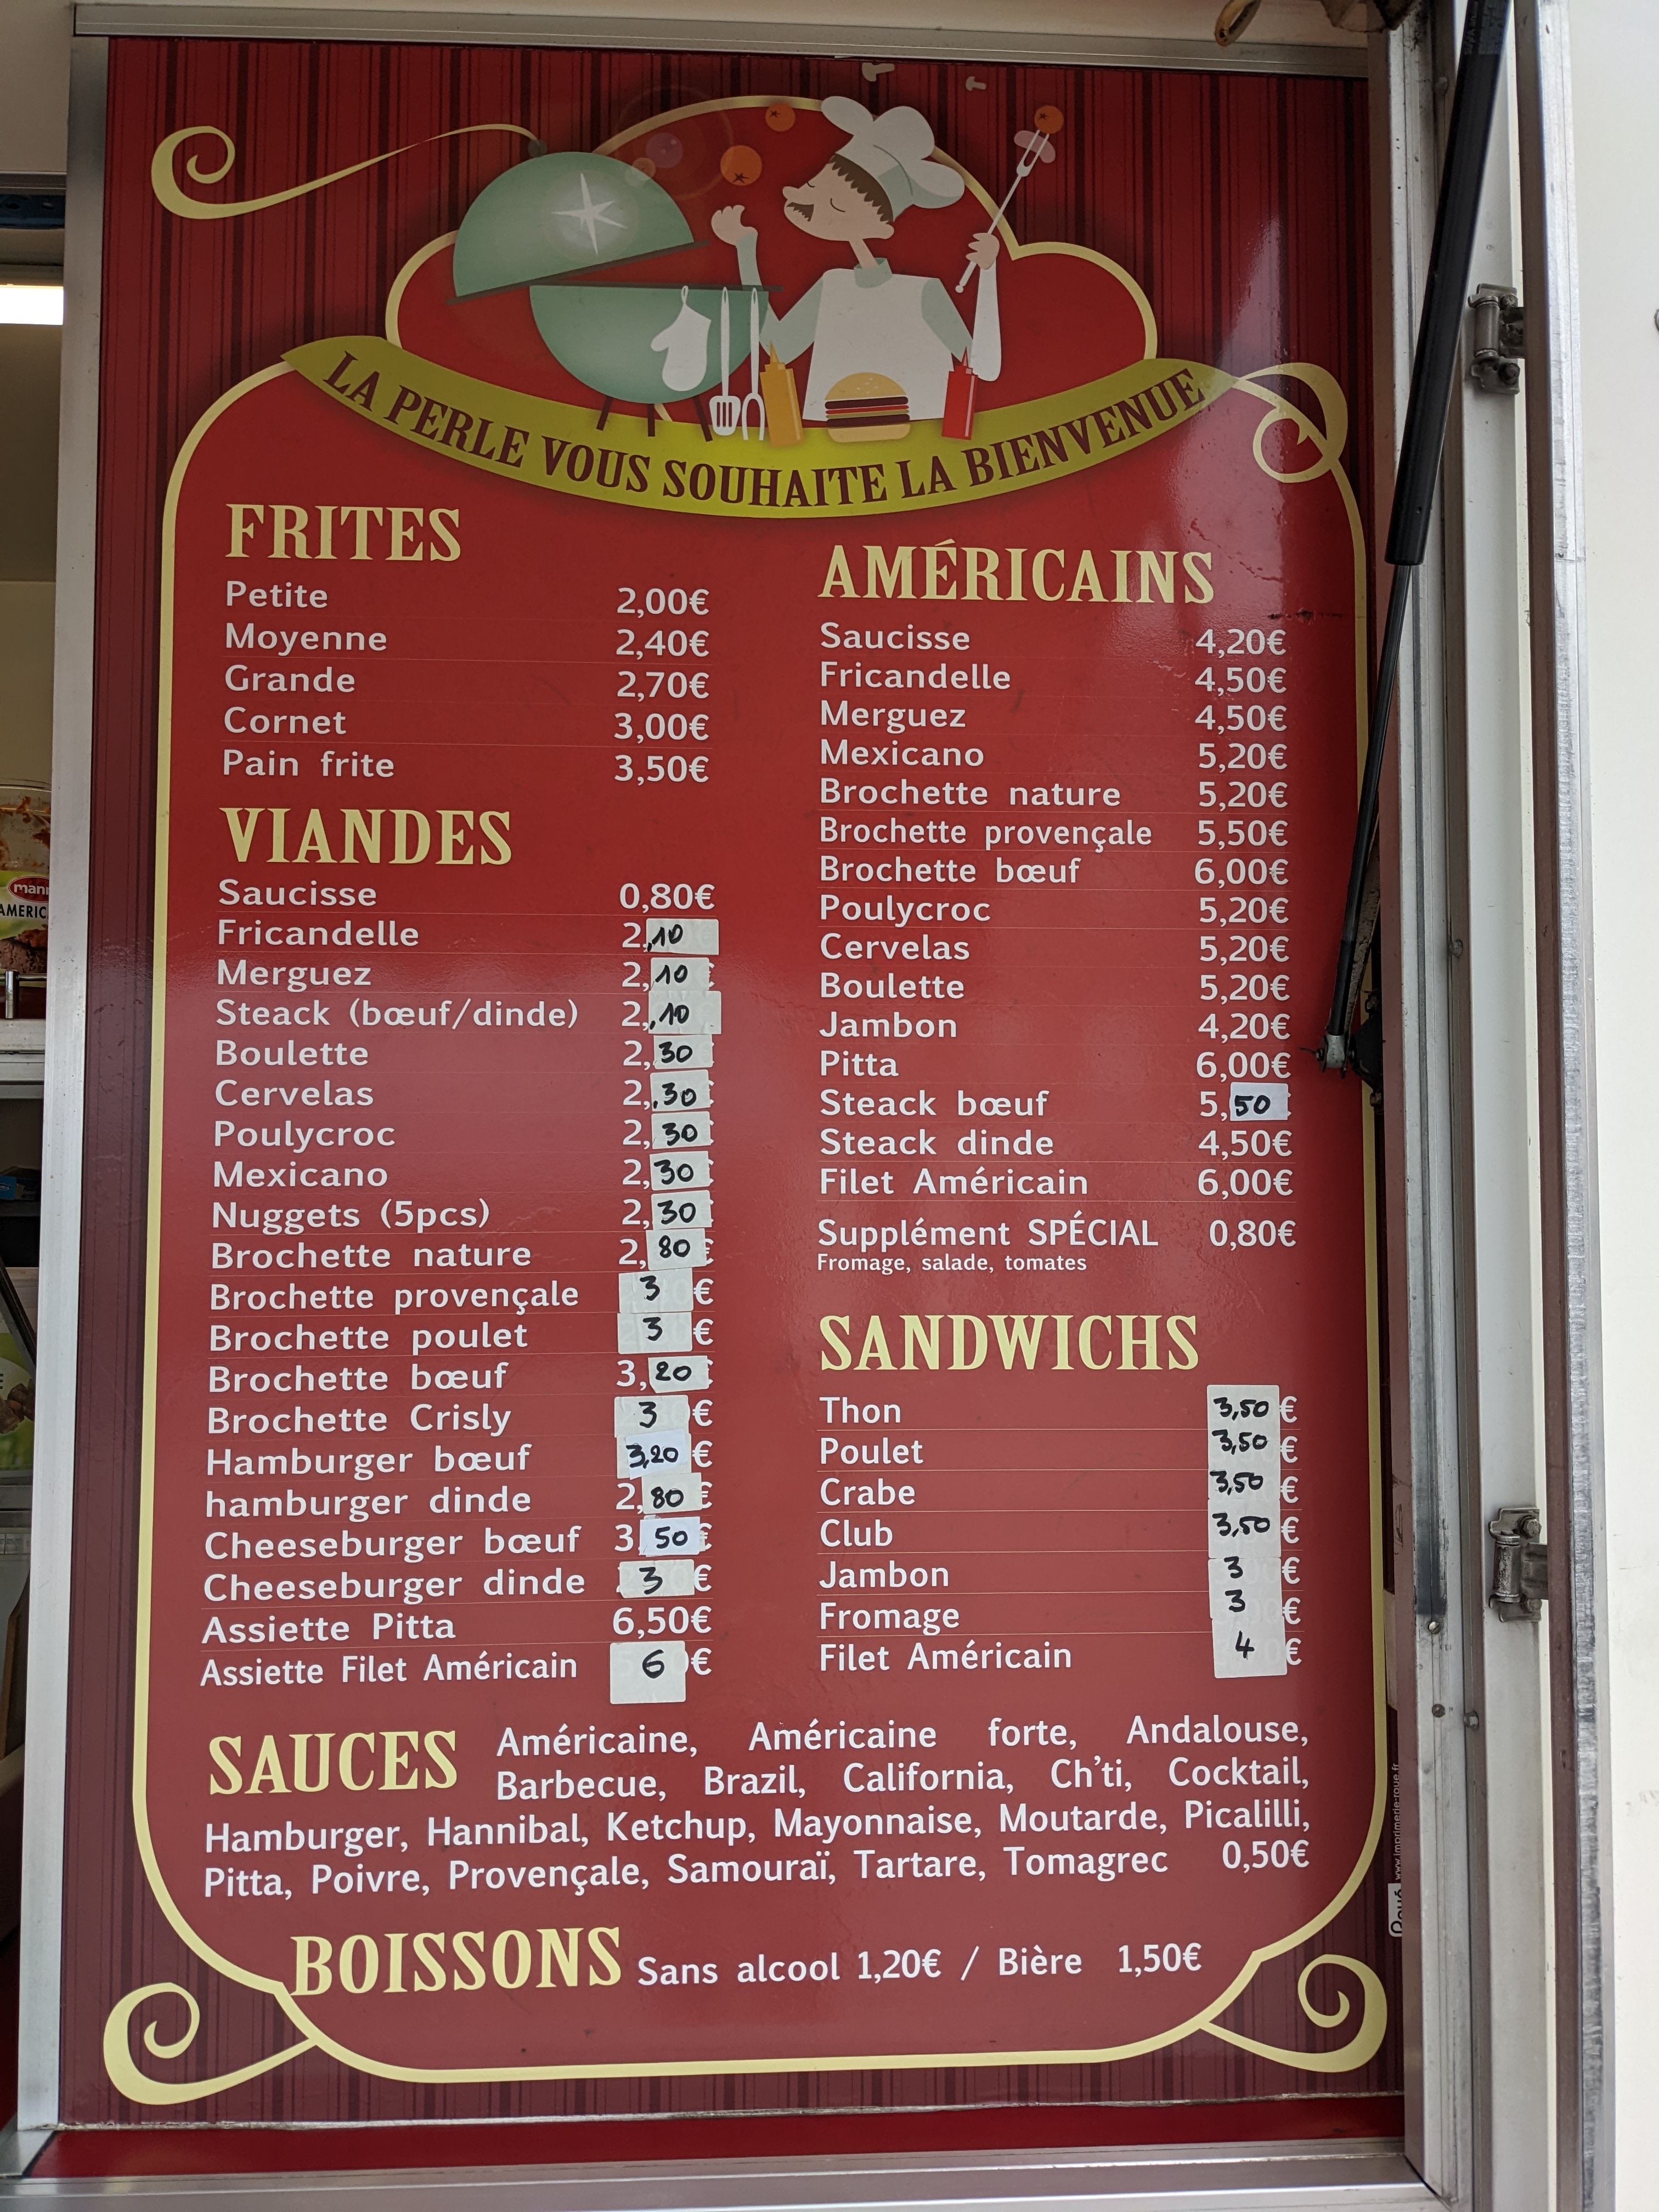 LA PERLE VOUS SOUHAITE LA BIENVENUE
FRITES
Petite 2,00€
Moyenne 2,40€
Grande 2,70€
Cornet 3,00€
Pain frite 3,50€
VIANDES
Saucisse 0,80€
Fricandelle 2,10
Merguez 2,10
Steack (bœuf/dinde) 2,10
Boulette 2,30
Cervelas 2,30
Poulycroc 2,30
Mexicano 2,30
Nuggets (5pcs) 2,30
Brochette nature 2,80€
Brochette provençale 3€
Brochette poulet 3€
Brochette bœuf 3,20
Brochette Crisly 3€
Hamburger bœuf 3,20€
hamburger dinde 2,80€
Cheeseburger bœuf 3,50€
Cheeseburger dinde 3€
Assiette Pitta 6,50€
Assiette Filet Américain 6€
AMÉRICAINS
Saucisse 4,20€
Fricandelle 4,50€
Merguez 4,50€
Mexicano 5,20€
Brochette nature 5,20€
Brochette provençale 5,50€
Brochette bœuf 6,00€
Poulycroc 5,20€
Cervelas 5,20€
Boulette 5,20€
Jambon 4,20€
Pitta 6,00€
Steack bœuf 5,50
Steack dinde 4,50€
Filet Américain 6,00€
Supplément SPÉCIAL 0,80€
Fromage, salade, tomates
SANDWICHS
Thon 3,50€
Poulet 3,50€
Crabe 3,50€
Club 3,50€
Jambon 3€
Fromage 3€
Filet Américain 4€
SAUCES Américaine, Américaine forte, Andalouse,
Barbecue, Brazil, California, Ch'ti, Cocktail,
Hamburger, Hannibal, Ketchup, Mayonnaise, Moutarde, Picalilli,
Pitta, Poivre, Provençale, Samouraï, Tartare, Tomagrec 0,50€
BOISSONS Sans alcool 1,20€ / Bière 1,50€
www.imprimerie-roue.fr